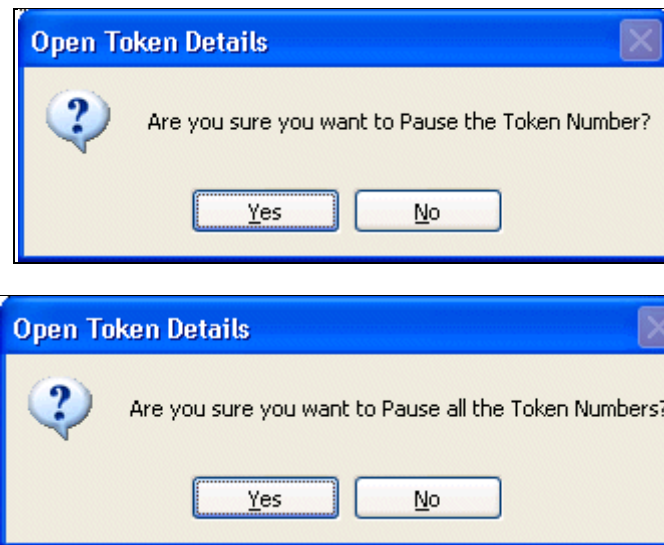 Open Token Details
Are you sure you want to Pause the Token Number?
Yes No
Open Token Details
Are you sure you want to Pause all the Token Numbers?
Yes No